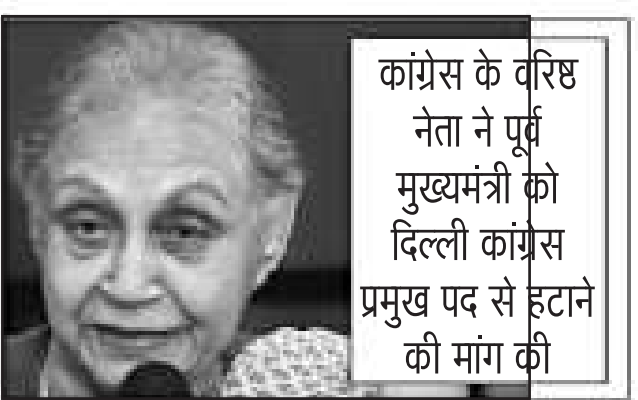 कांग्रेस के वरिष्ठ
नेता ने पूर्व
मुख्यमंत्री को
दिल्ली कांग्रेस
प्रमुख पद से हटाने
की मांग की